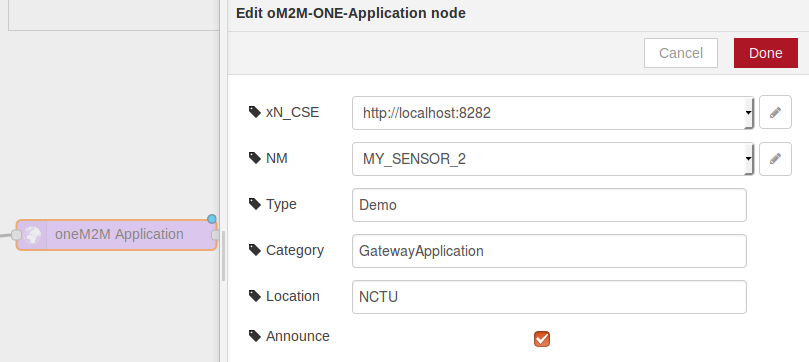 Edit oM2M-ONE-Application node
Cancel Done
xN_CSE http://localhost:8282
NM MY_SENSOR_2
Type Demo
oneM2M Application
Category GatewayApplication
Location NCTU
Announce